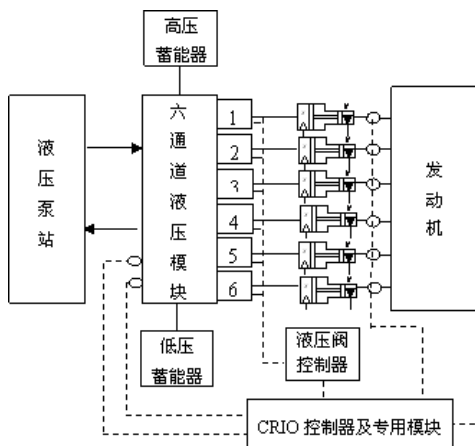 高压
蓄能器
液压泵站
六通道液压模块
1
2
3
4
5
6
发动机
低压
蓄能器
液压阀
控制器
CRIO 控制器及专用模块